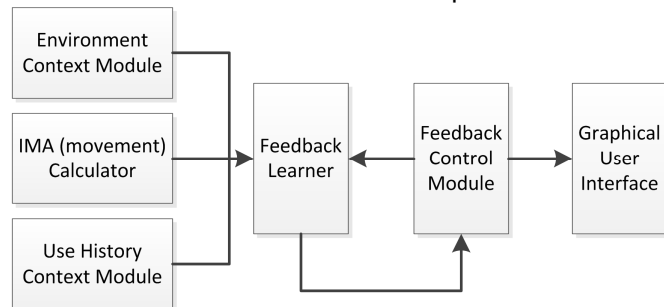 Environment
Context Module
IMA (movement)
Calculator
Use History
Context Module
Feedback
Learner
Feedback
Control
Module
Graphical
User
Interface